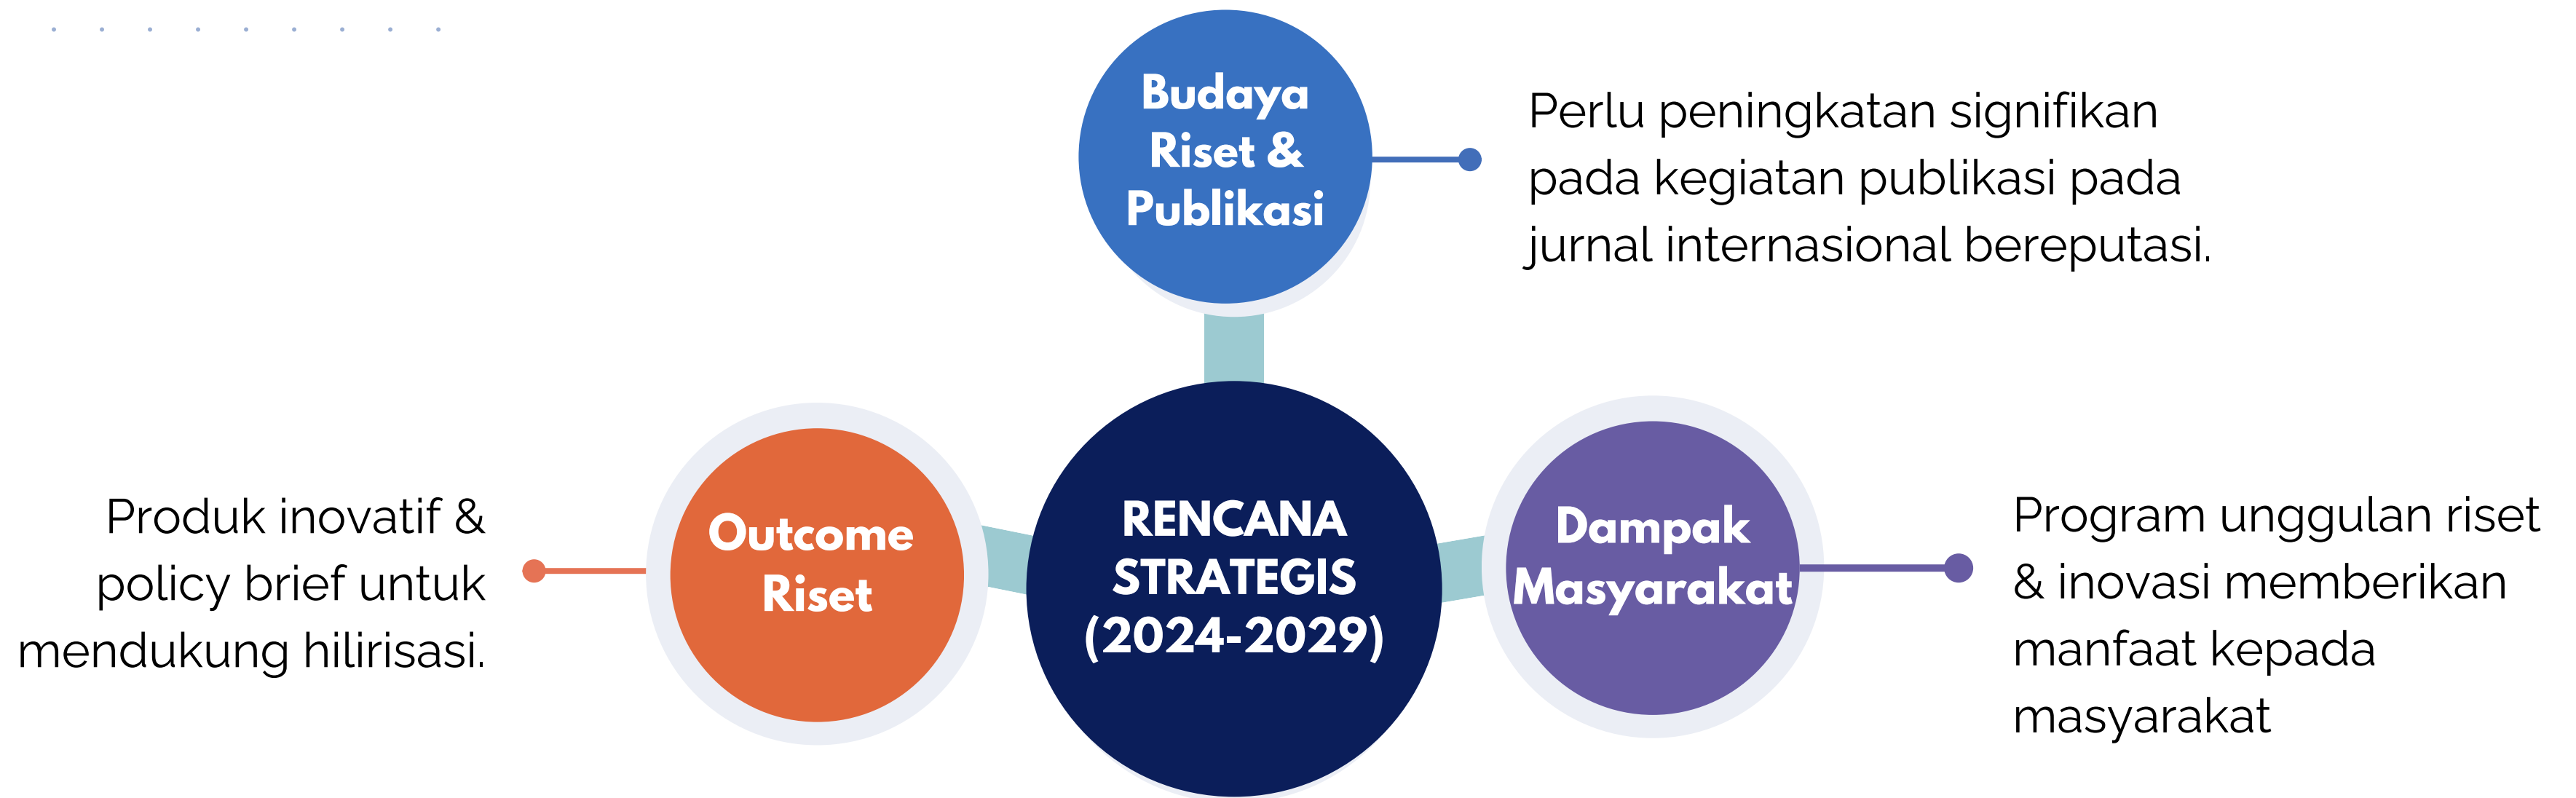 Budaya
Riset &
Publikasi
Perlu peningkatan signifikan
pada kegiatan publikasi pada
jurnal internasional bereputasi.
Produk inovatif &
policy brief untuk
mendukung hilirisasi.
Outcome
Riset
RENCANA
STRATEGIS
(2024-2029)
Dampak
Masyarakat
Program unggulan riset
& inovasi memberikan
manfaat kepada
masyarakat